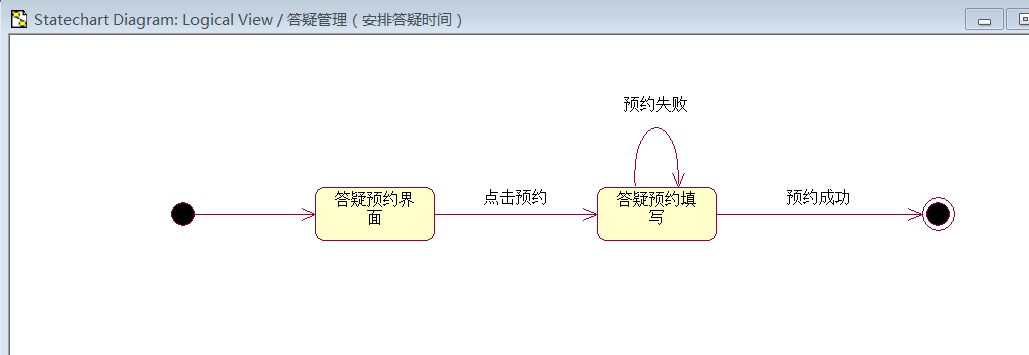 Statechart Diagram: Logical View / 答疑管理（安排答疑时间）
预约失败
答疑预约界
面
点击预约
答疑预约填
写
预约成功